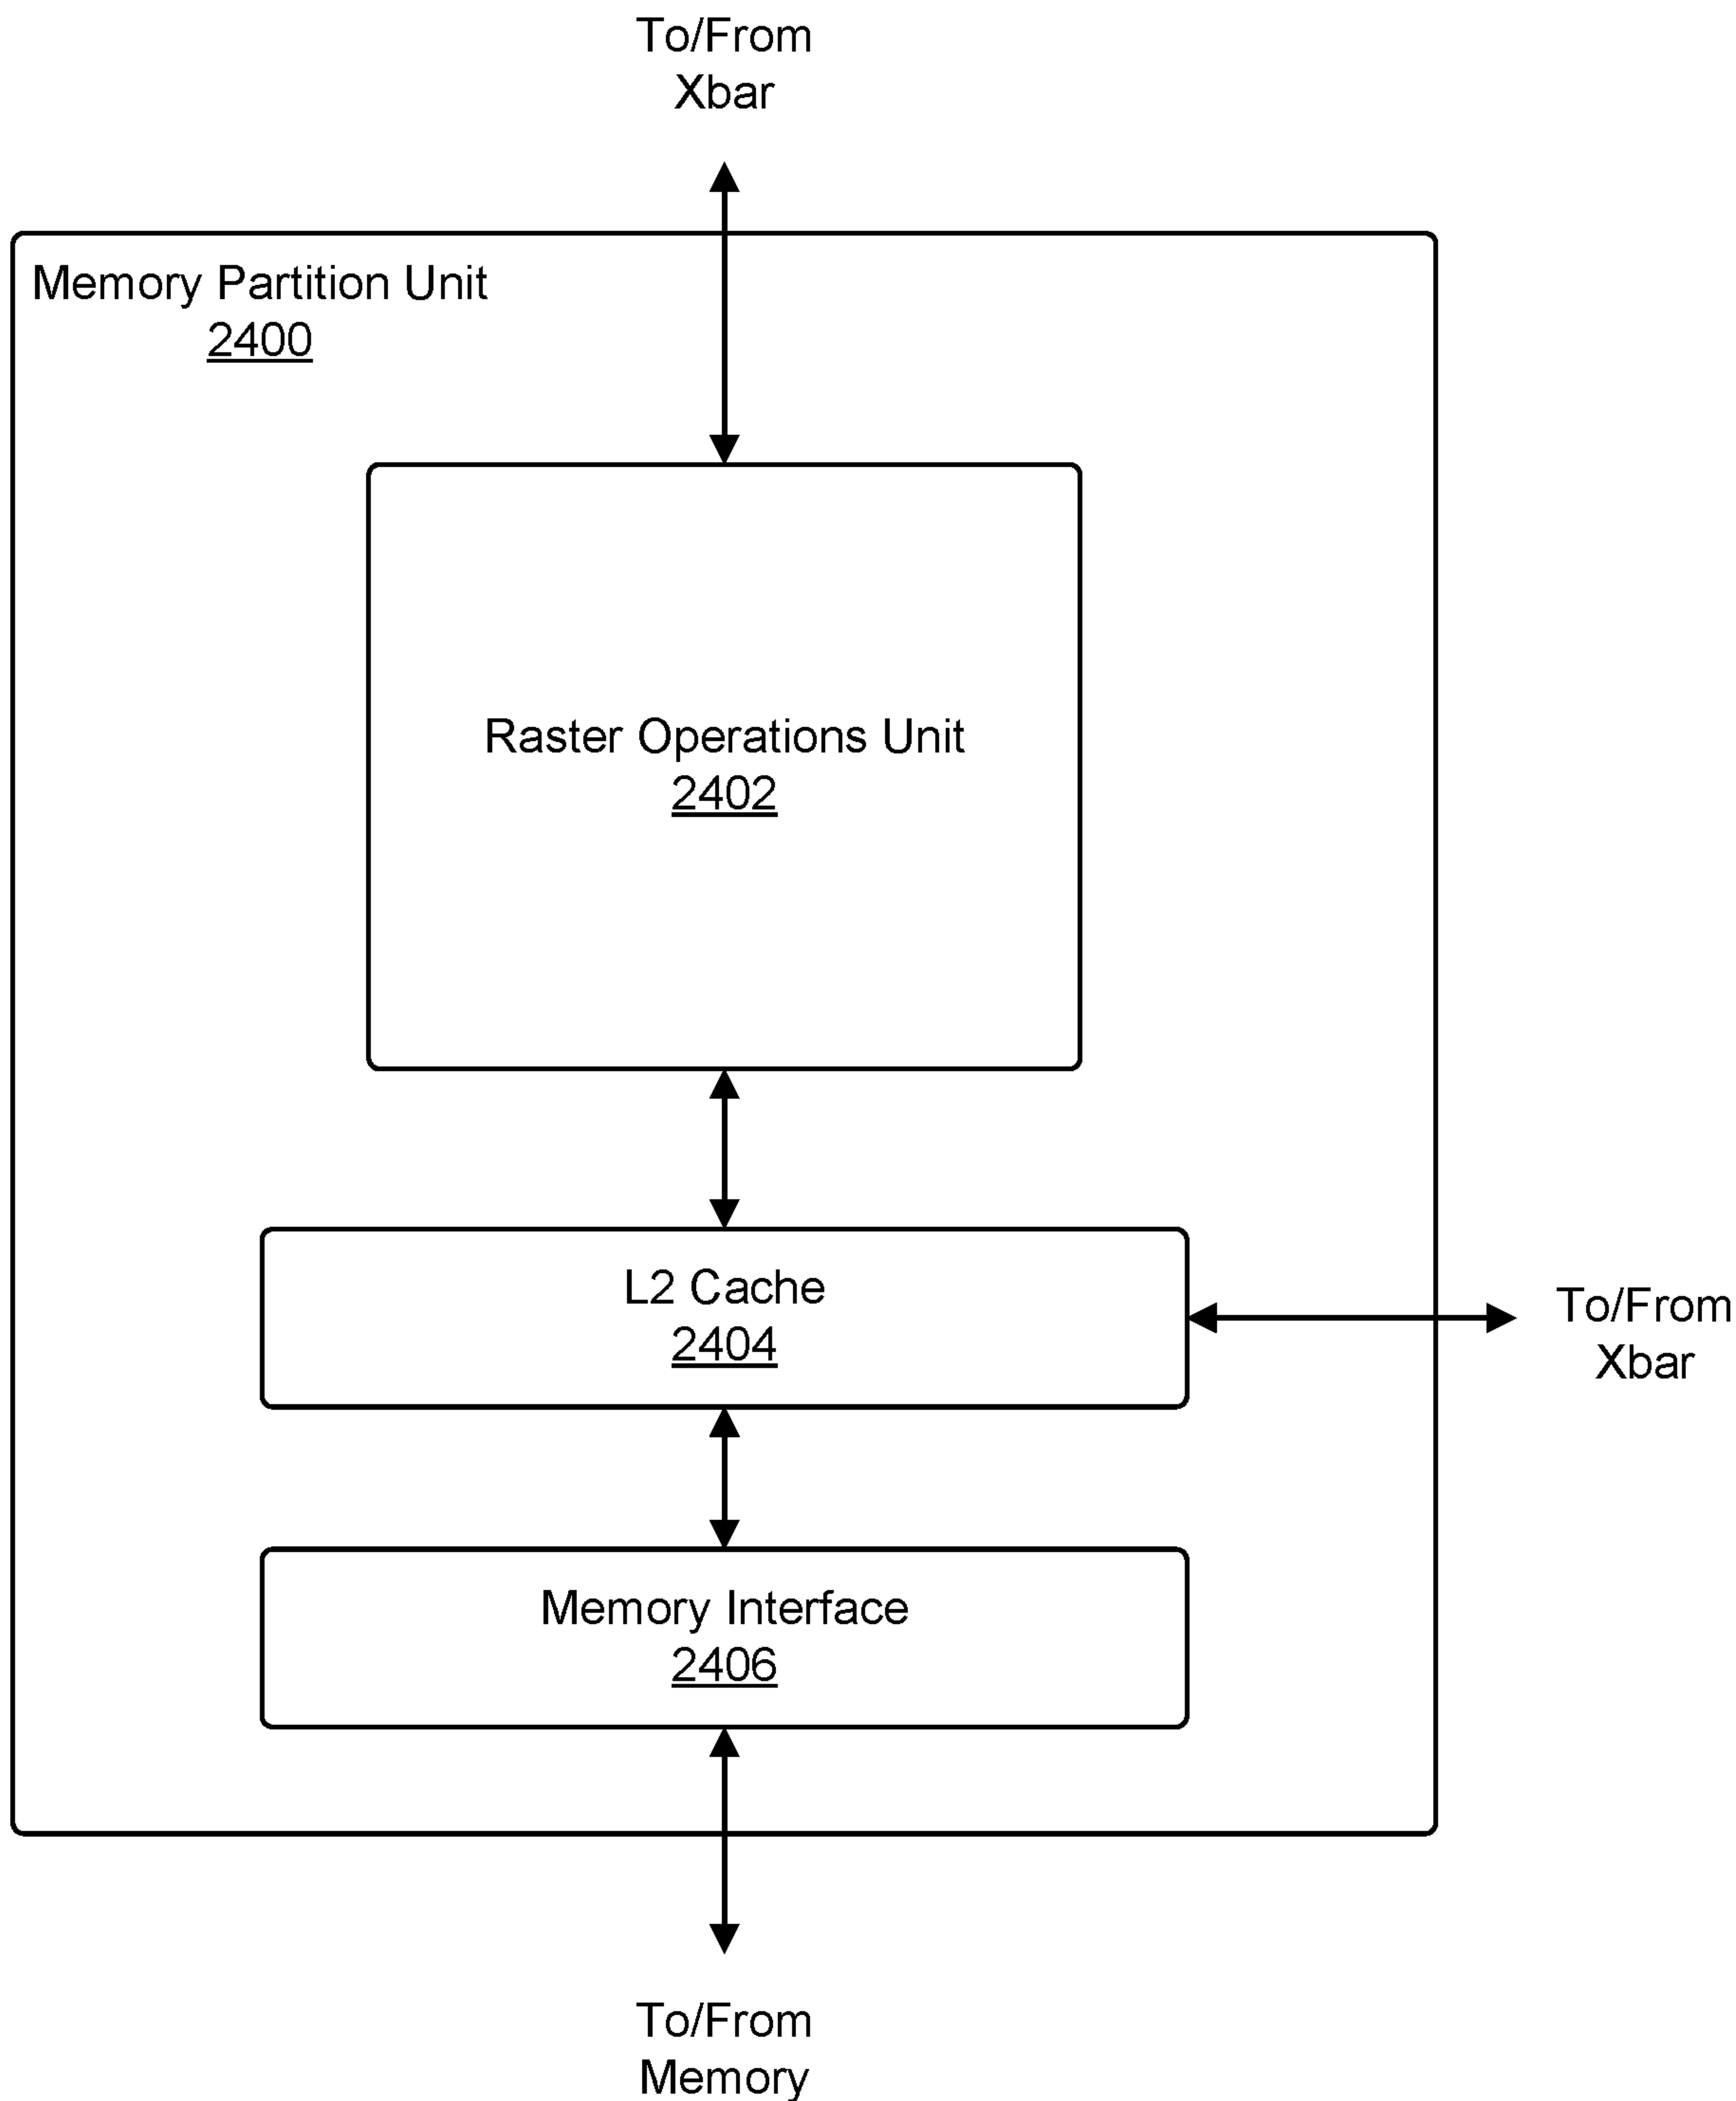 To/From
Xbar
Memory Partition Unit
2400
Raster Operations Unit
2402
L2 Cache
2404
To/From
Xbar
Memory Interface
2406
To/From
Memory